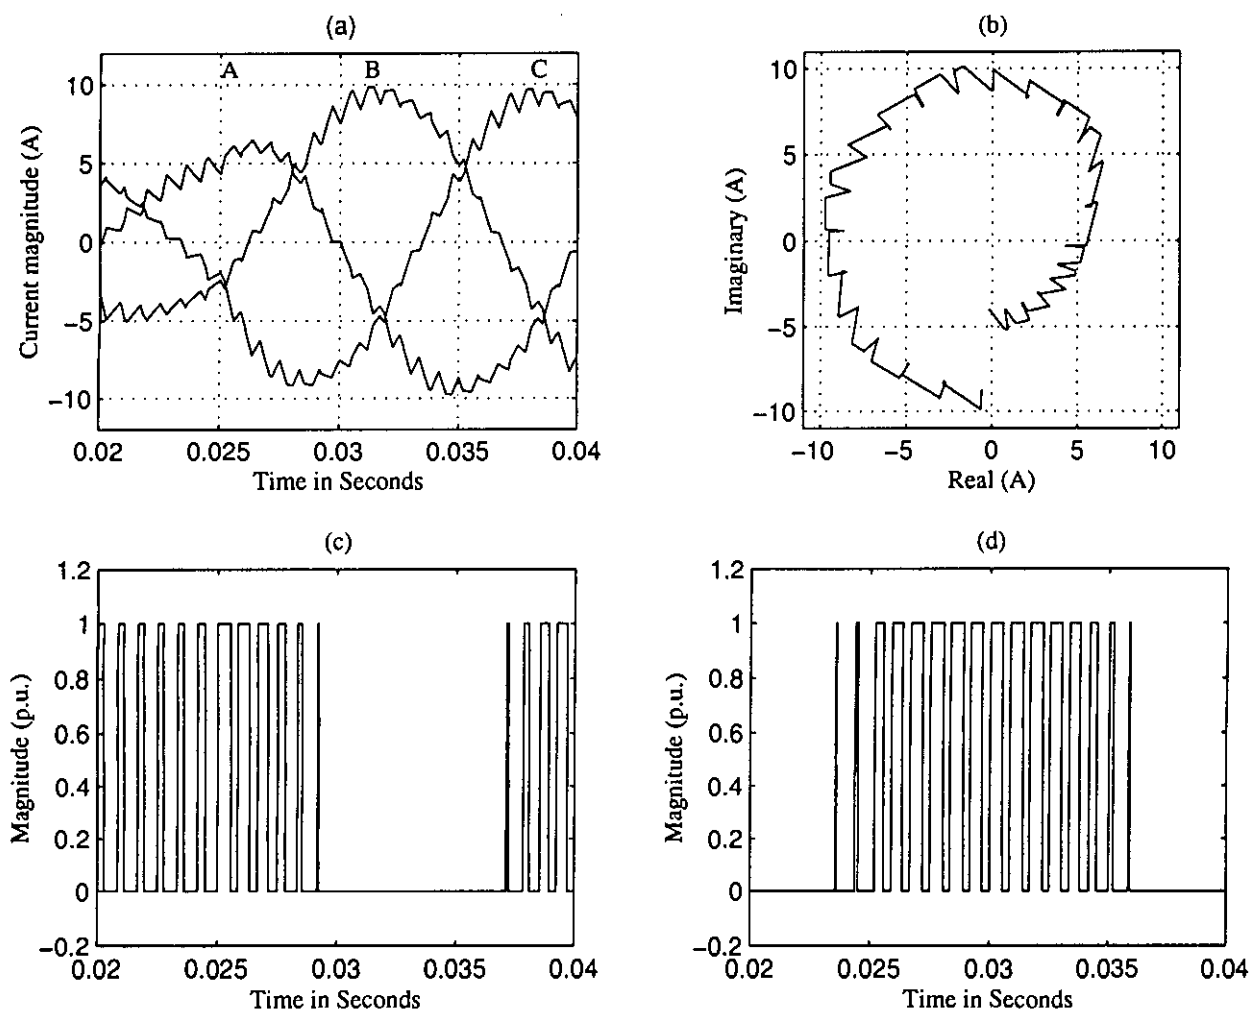 (a)
A B C
Current magnitude (A)
10
5
0
−5
−10
0.02 0.025 0.03 0.035 0.04
Time in Seconds
(b)
Imaginary (A)
10
5
0
−5
−10
−10 −5 0 5 10
Real (A)
(c)
Magnitude (p.u.)
1.2
1
0.8
0.6
0.4
0.2
0
−0.2
0.02 0.025 0.03 0.035 0.04
Time in Seconds
(d)
Magnitude (p.u.)
1.2
1
0.8
0.6
0.4
0.2
0
−0.2
0.02 0.025 0.03 0.035 0.04
Time in Seconds